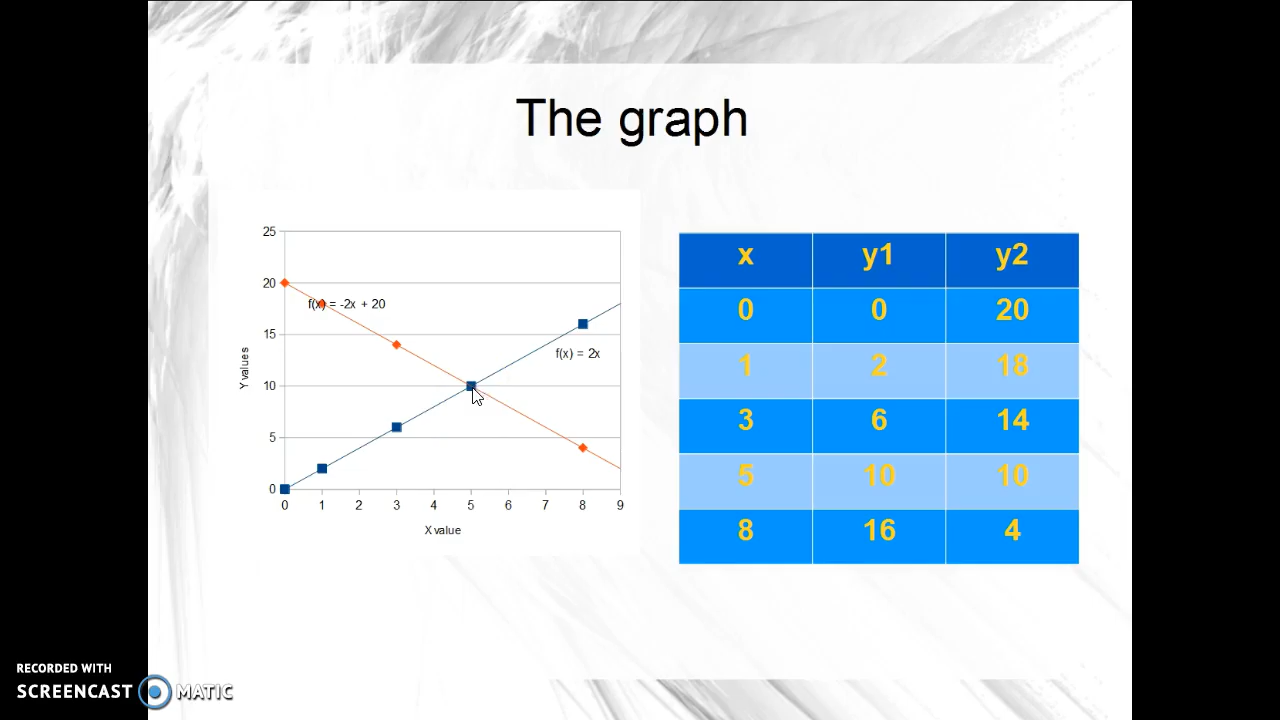 The graph
25
20
15
10
5
0
Y values
f(x) = -2x + 20
f(x) = 2x
0 1 2 3 4 5 6 7 8 9
X value
x y1 y2
0 0 20
1 2 18
3 6 14
5 10 10
8 16 4
RECORDED WITH
SCREENCAST MATIC